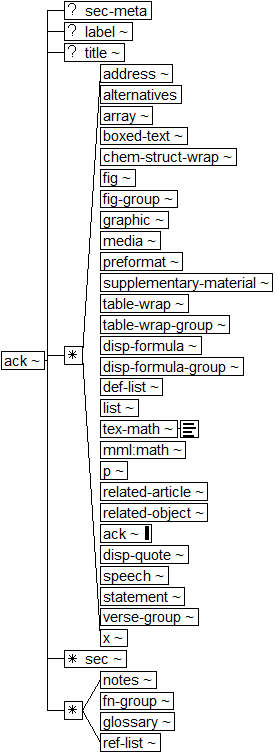 ? sec-meta
? label ~
? title ~
address ~
alternatives
array ~
boxed-text ~
chem-struct-wrap ~
fig ~
fig-group ~
graphic ~
media ~
preformat ~
supplementary-material ~
table-wrap ~
table-wrap-group ~
disp-formula ~
disp-formula-group ~
ack ~
*
def-list ~
list ~
tex-math ~
mml:math ~
p ~
related-article ~
related-object ~
ack ~
disp-quote ~
speech ~
statement ~
verse-group ~
x ~
* sec ~
*
notes ~
fn-group ~
glossary ~
ref-list ~